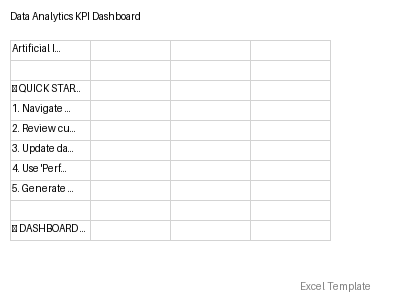 Data Analytics KPI Dashboard
Artificial I...
QUICK STAR...
1. Navigate ...
2. Review cu...
3. Update da...
4. Use 'Perf...
5. Generate ...
DASHBOARD...
Excel Template